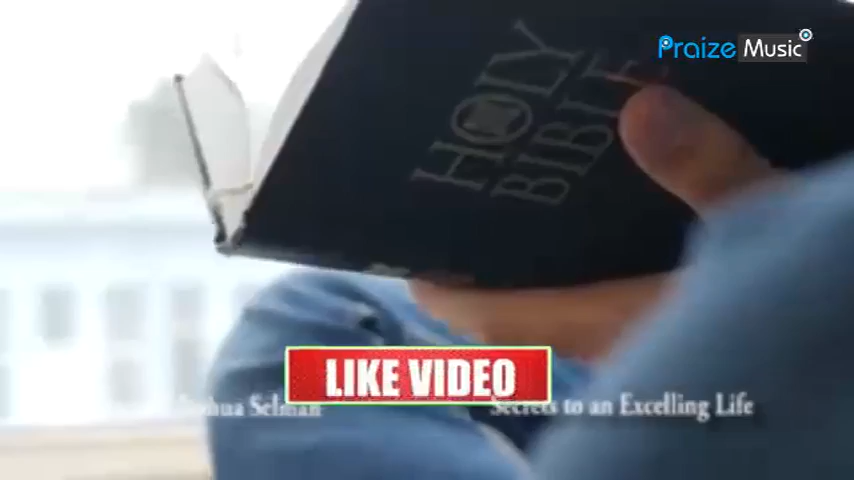 Praize Music
HOLY
BIBLE
LIKE VIDEO
Selman
Secrets to an Excelling Life